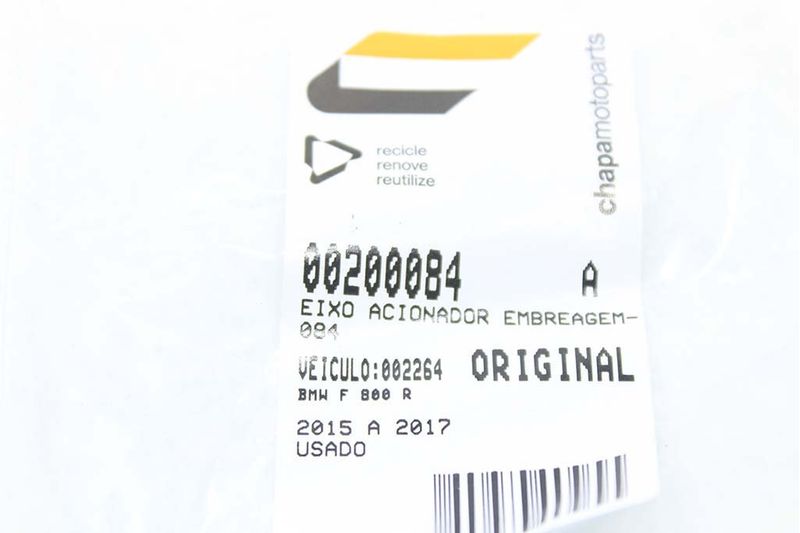 chapamotoparts
recicle
renove
reutilize
00200084 A
EIXO ACIONADOR EMBREAGEM-
084
VEICULO:002264 ORIGINAL
BMW F 800 R
2015 A 2017
USADO